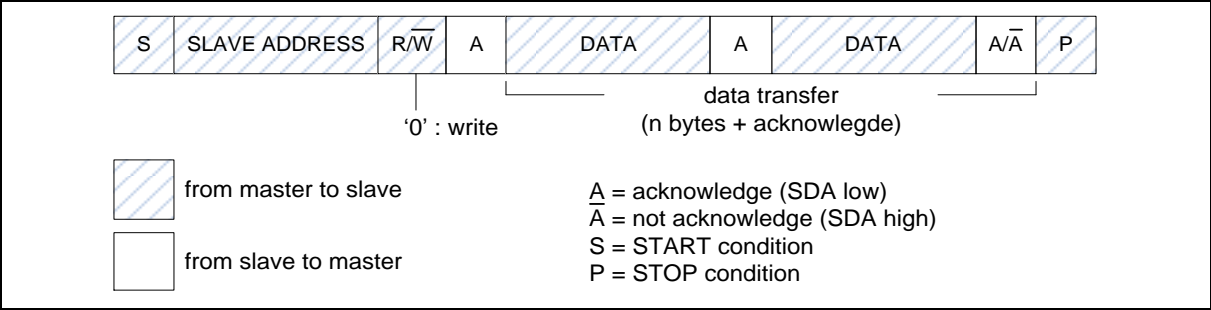 S SLAVE ADDRESS R/W̅ A DATA A DATA A/A̅ P
data transfer
(n bytes + acknowlegde)
‘0’ : write
from master to slave
from slave to master
A = acknowledge (SDA low)
A̅ = not acknowledge (SDA high)
S = START condition
P = STOP condition